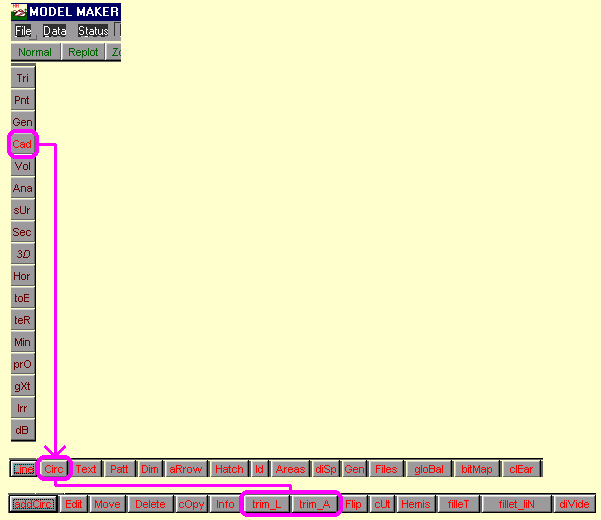 MODEL MAKER
File Data Status
Normal Replot Zo
Tri
Pnt
Gen
Cad
Vol
Ana
sUr
Sec
3D
Hor
toE
teR
Min
prO
gXt
Irr
dB
Line Circ Text Patt Dim aRrow Hatch Id Areas diSp Gen Files gloBal bitMap clEar
addCirc Edit Move Delete cOpy Info trim_L trim_A Flip cUt Hemis filleT fillet_liN diVide